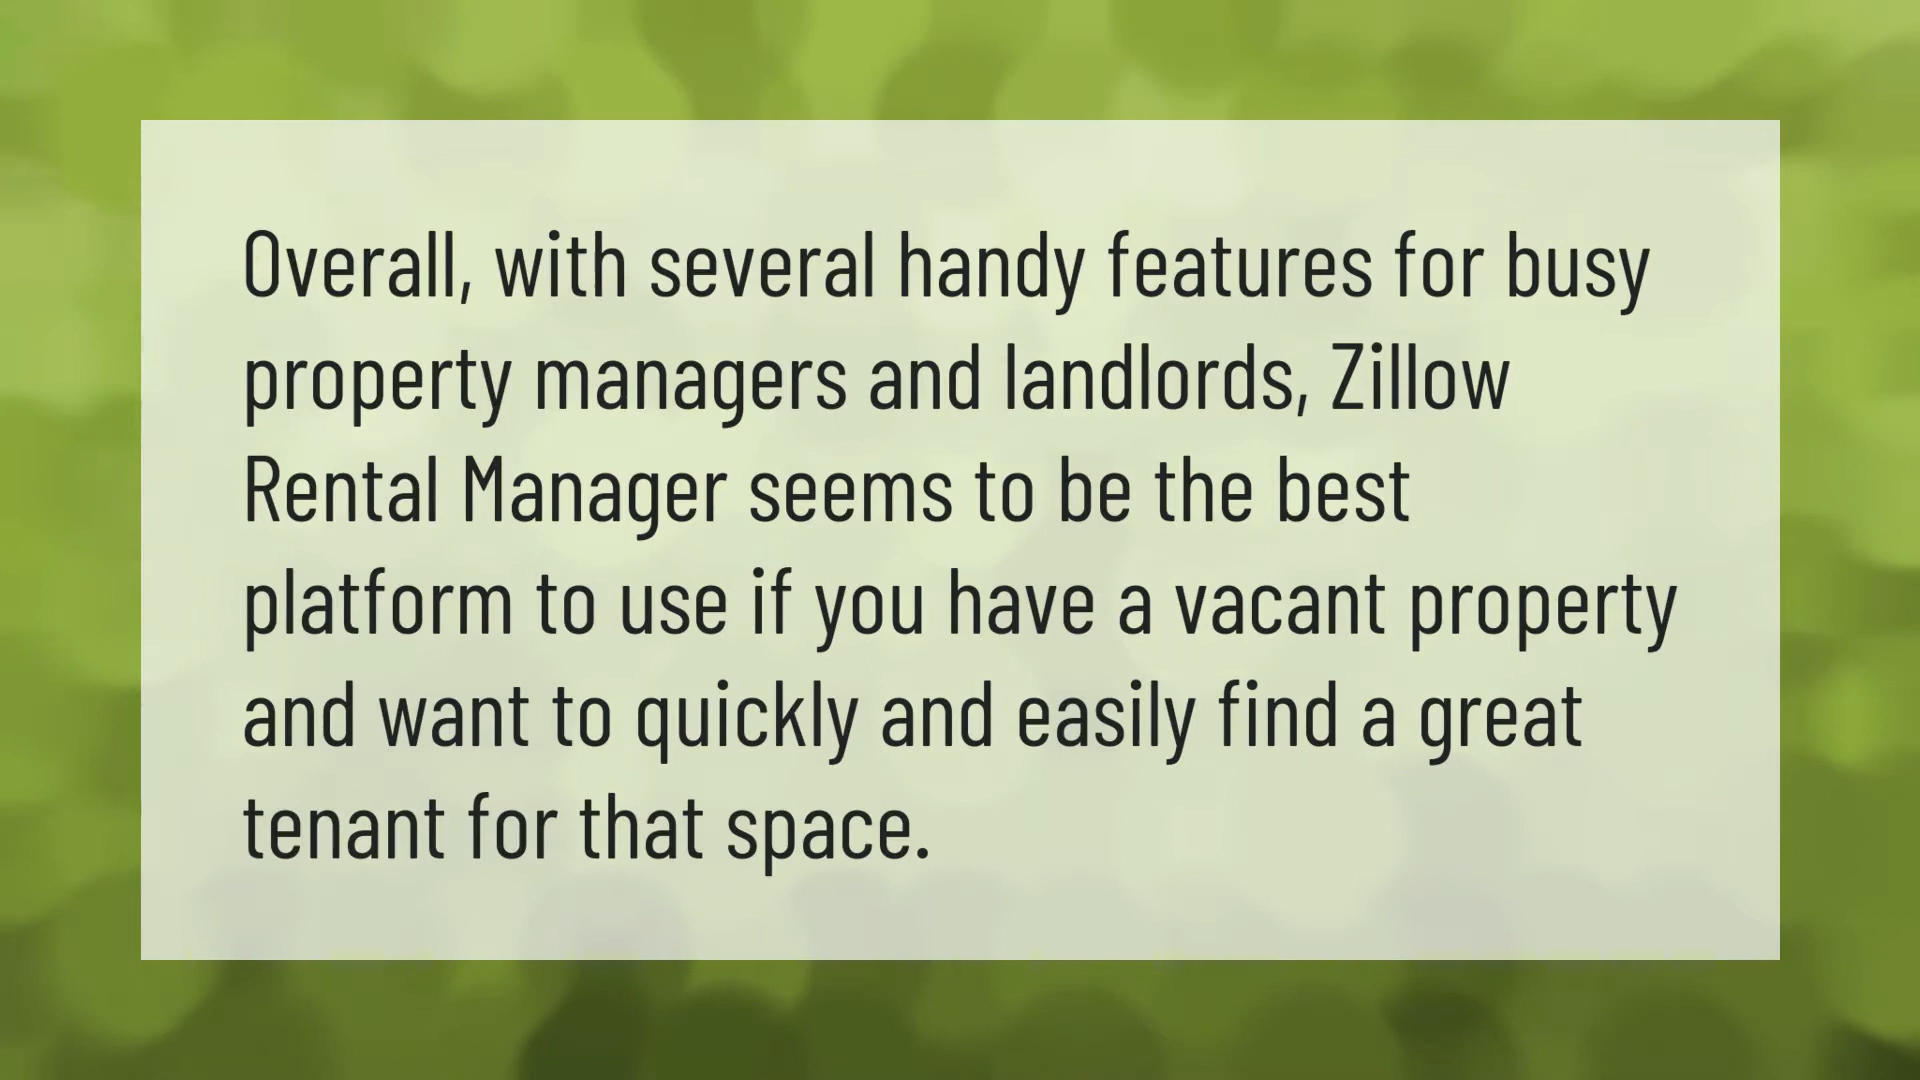 Overall, with several handy features for busy
property managers and landlords, Zillow
Rental Manager seems to be the best
platform to use if you have a vacant property
and want to quickly and easily find a great
tenant for that space.